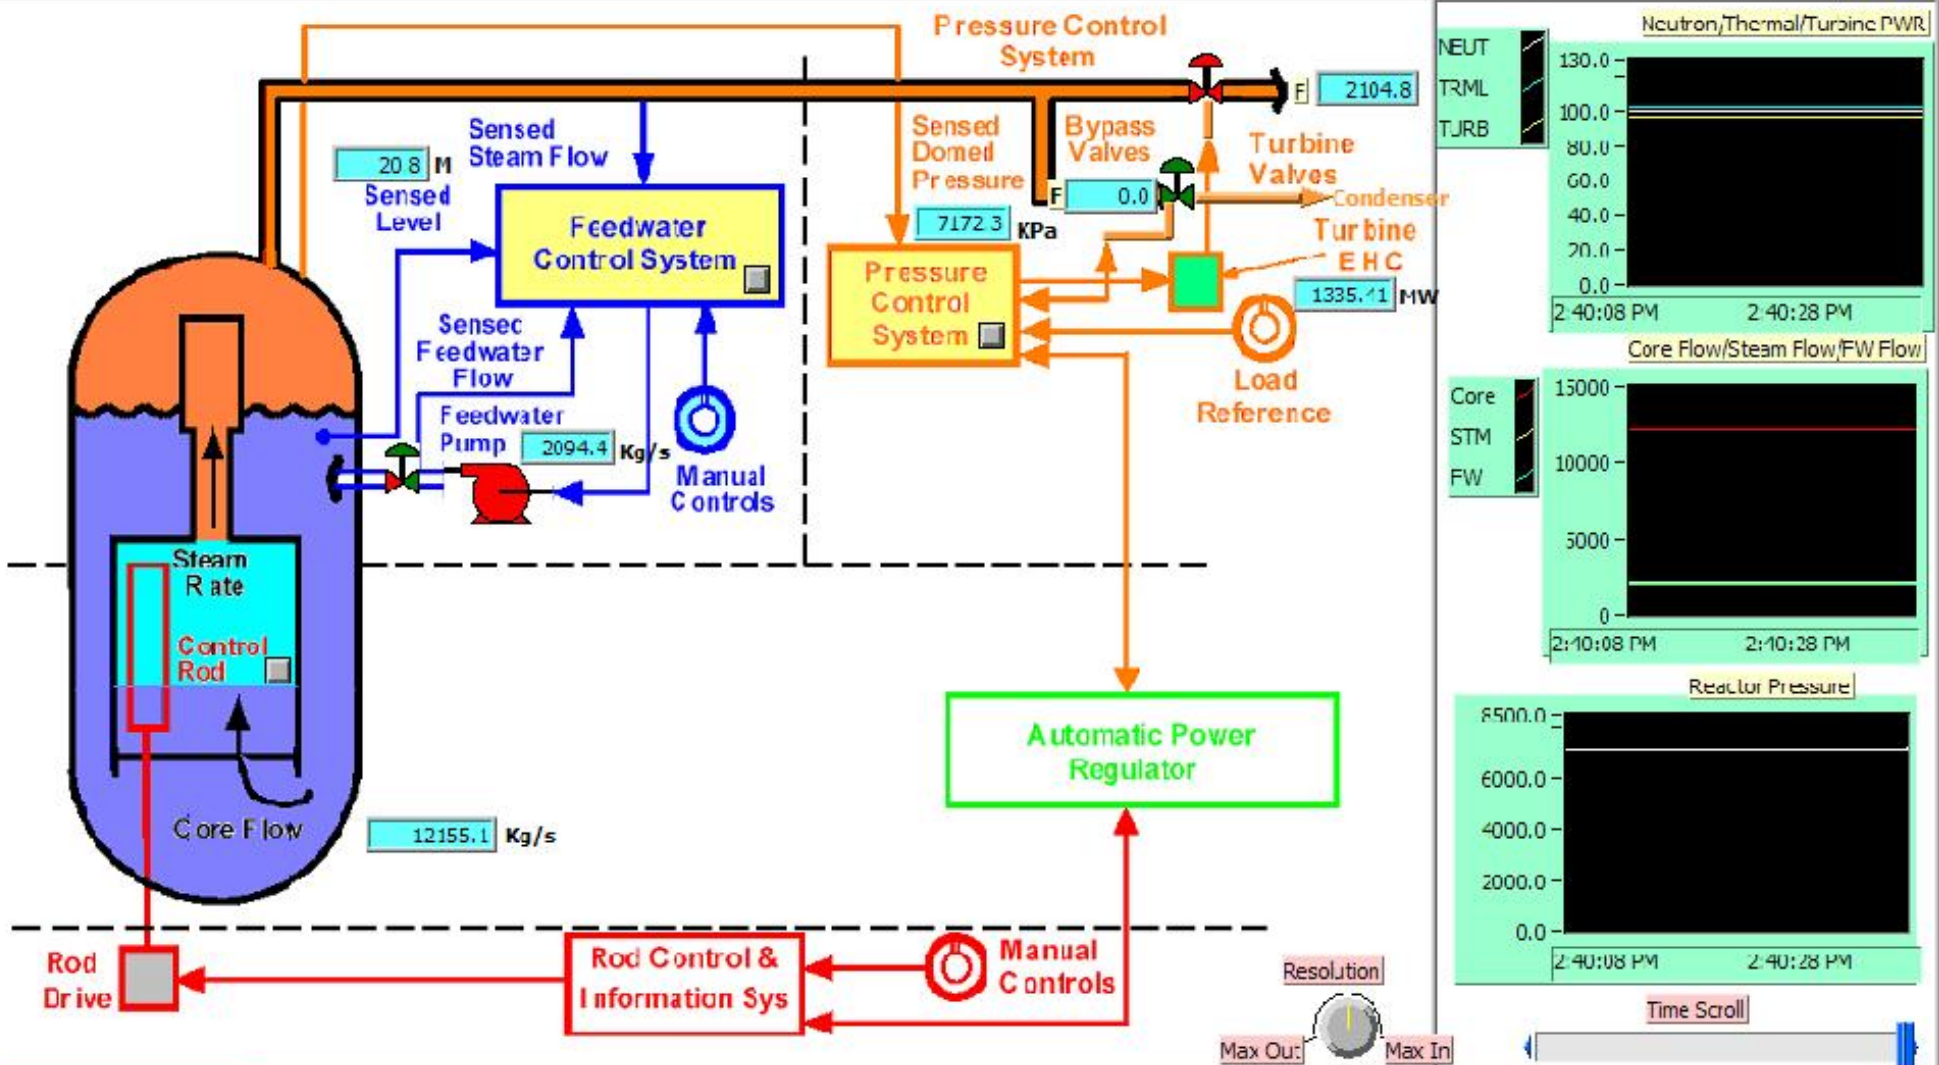 Pressure Control
System
F
2104.8
Sensed
Steam Flow
20.8 M
Sensed
Level
Feedwater
Control System
Sensed
Feedwater
Flow
Feedwater
Pump
2094.4 Kg/s
Manual
Controls
Sensed
Domed
Pressure
7172.3 KPa
Bypass
Valves
F
0.0
Turbine
Valves
Condenser
Turbine
EHC
1335.41 MW
Pressure
Control
System
Load
Reference
Steam
Rate
Control
Rod
Core Flow
12155.1 Kg/s
Automatic Power
Regulator
Rod
Drive
Rod Control &
Information Sys
Manual
Controls
Resolution
Max Out
Max In
Neutron/Thermal/Turbine PWR
NEUT
TRML
TURB
130.0
100.0
80.0
60.0
40.0
20.0
0.0
2:40:08 PM 2:40:28 PM
Core Flow/Steam Flow/FW Flow
Core
STM
FW
15000
10000
5000
0
2:40:08 PM 2:40:28 PM
Reactor Pressure
8500.0
6000.0
4000.0
2000.0
0.0
2:40:08 PM 2:40:28 PM
Time Scroll